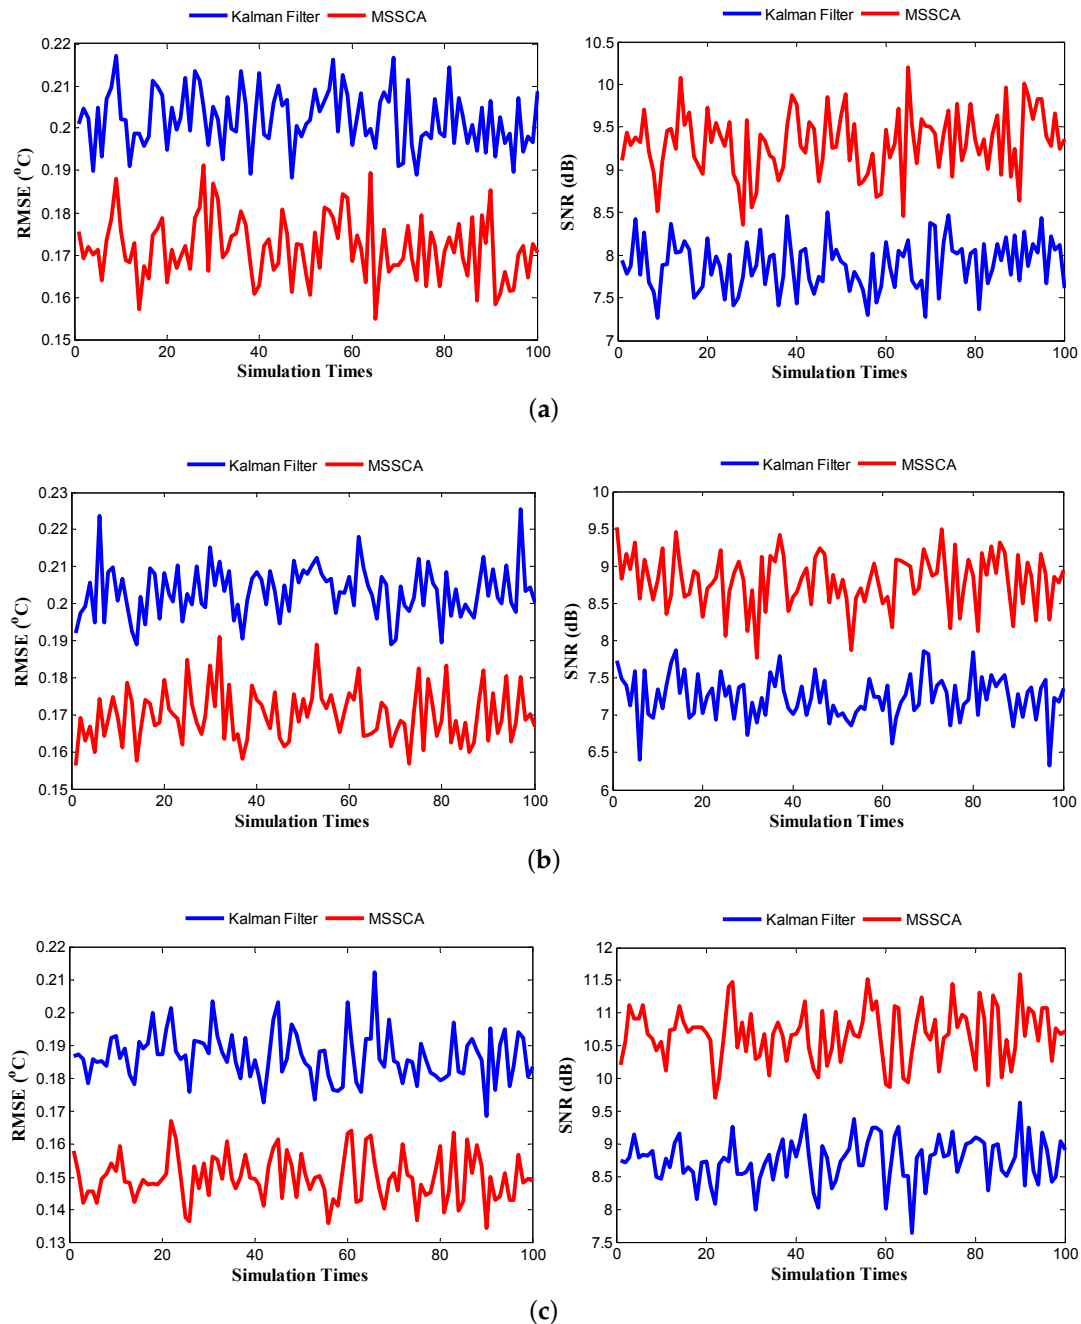 Kalman Filter MSSCA
0.22
0.21
0.2
0.19
0.18
0.17
0.16
0.15
RMSE (°C)
0 20 40 60 80 100
Simulation Times
Kalman Filter MSSCA
10.5
10
9.5
9
8.5
8
7.5
7
SNR (dB)
0 20 40 60 80 100
Simulation Times
(a)
Kalman Filter MSSCA
0.23
0.22
0.21
0.2
0.19
0.18
0.17
0.16
0.15
RMSE (°C)
0 20 40 60 80 100
Simulation Times
Kalman Filter MSSCA
10
9.5
9
8.5
8
7.5
7
6.5
6
SNR (dB)
0 20 40 60 80 100
Simulation Times
(b)
Kalman Filter MSSCA
0.22
0.21
0.2
0.19
0.18
0.17
0.16
0.15
0.14
0.13
RMSE (°C)
0 20 40 60 80 100
Simulation Times
Kalman Filter MSSCA
12
11.5
11
10.5
10
9.5
9
8.5
8
7.5
SNR (dB)
0 20 40 60 80 100
Simulation Times
(c)